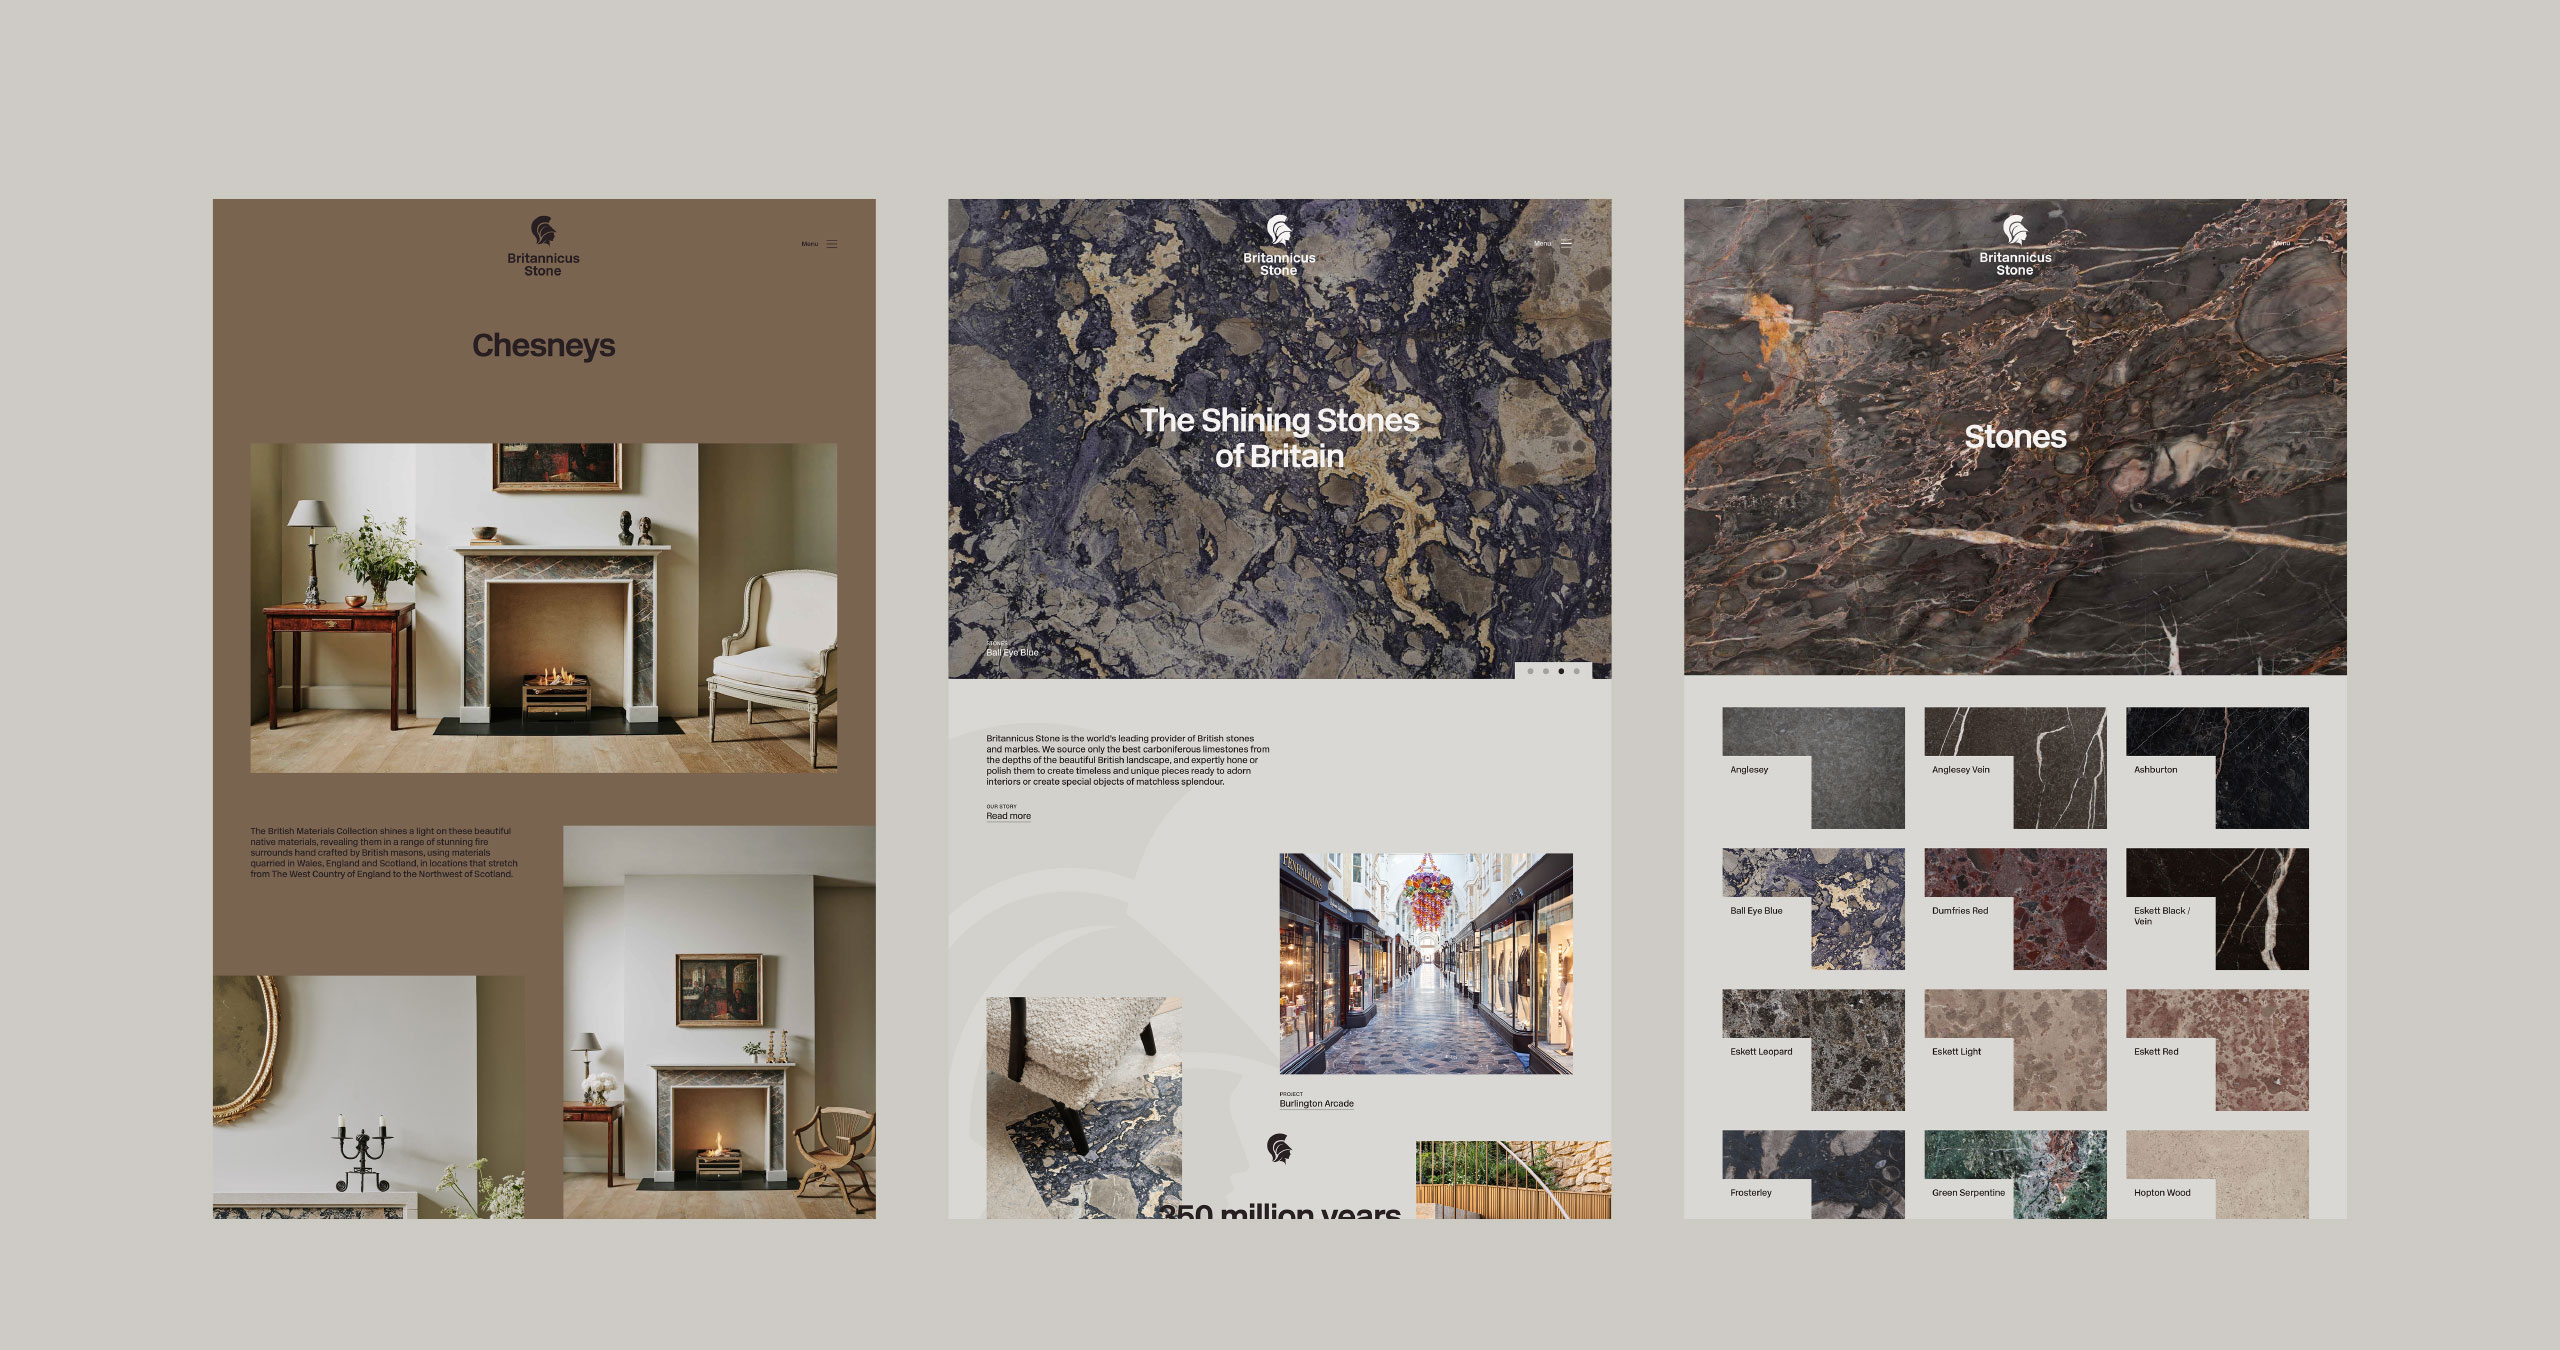 Britannicus
Stone
Menu
Chesneys
The British Materials Collection shines a light on these beautiful
native materials, revealing them in a range of stunning fire
surrounds hand crafted by British masons, using materials
quarried in Wales, England and Scotland, in locations that stretch
from The West Country of England to the Northwest of Scotland.
Britannicus
Stone
Menu
The Shining Stones
of Britain
STONES
Ball Eye Blue
Britannicus Stone is the world's leading provider of British stones
and marbles. We source only the best carboniferous limestones from
the depths of the beautiful British landscape, and expertly hone or
polish them to create timeless and unique pieces ready to adorn
interiors or create special objects of matchless splendour.
OUR STORY
Read more
PENHALIGON'S
PROJECT
Burlington Arcade
350 million years
Britannicus
Stone
Menu
Stones
Anglesey
Anglesey Vein
Ashburton
Ball Eye Blue
Dumfries Red
Eskett Black /
Vein
Eskett Leopard
Eskett Light
Eskett Red
Frosterley
Green Serpentine
Hopton Wood